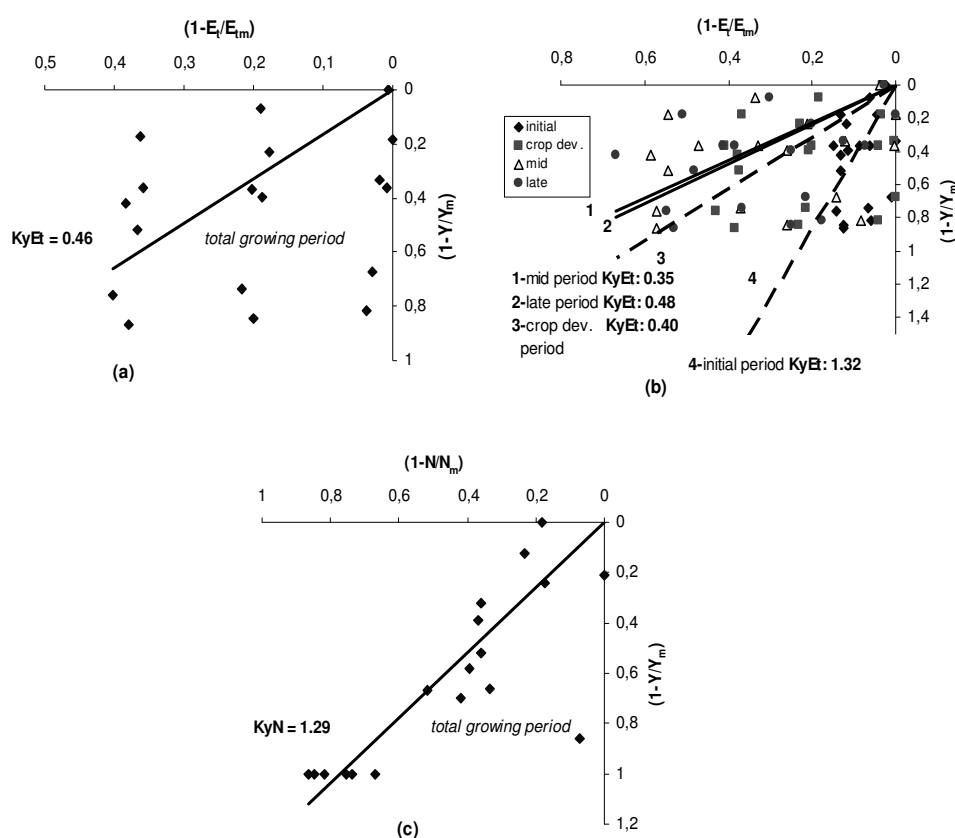 (1-Et/Etm)
0,5 0,4 0,3 0,2 0,1 0
0
0,2
0,4
0,6
0,8
1
(1-Y/Ym)
KyEt = 0.46
total growing period
(a)
(1-Et/Etm)
0,8 0,6 0,4 0,2 0
0
0,2
0,4
0,6
0,8
1
1,2
1,4
(1-Y/Ym)
initial
crop dev.
mid
late
1
2
3
4
1-mid period KyEt: 0.35
2-late period KyEt: 0.48
3-crop dev. KyEt: 0.40
period
4-initial period KyEt: 1.32
(b)
(1-N/Nm)
1 0,8 0,6 0,4 0,2 0
0
0,2
0,4
0,6
0,8
1
1,2
(1-Y/Ym)
KyN = 1.29
total growing period
(c)